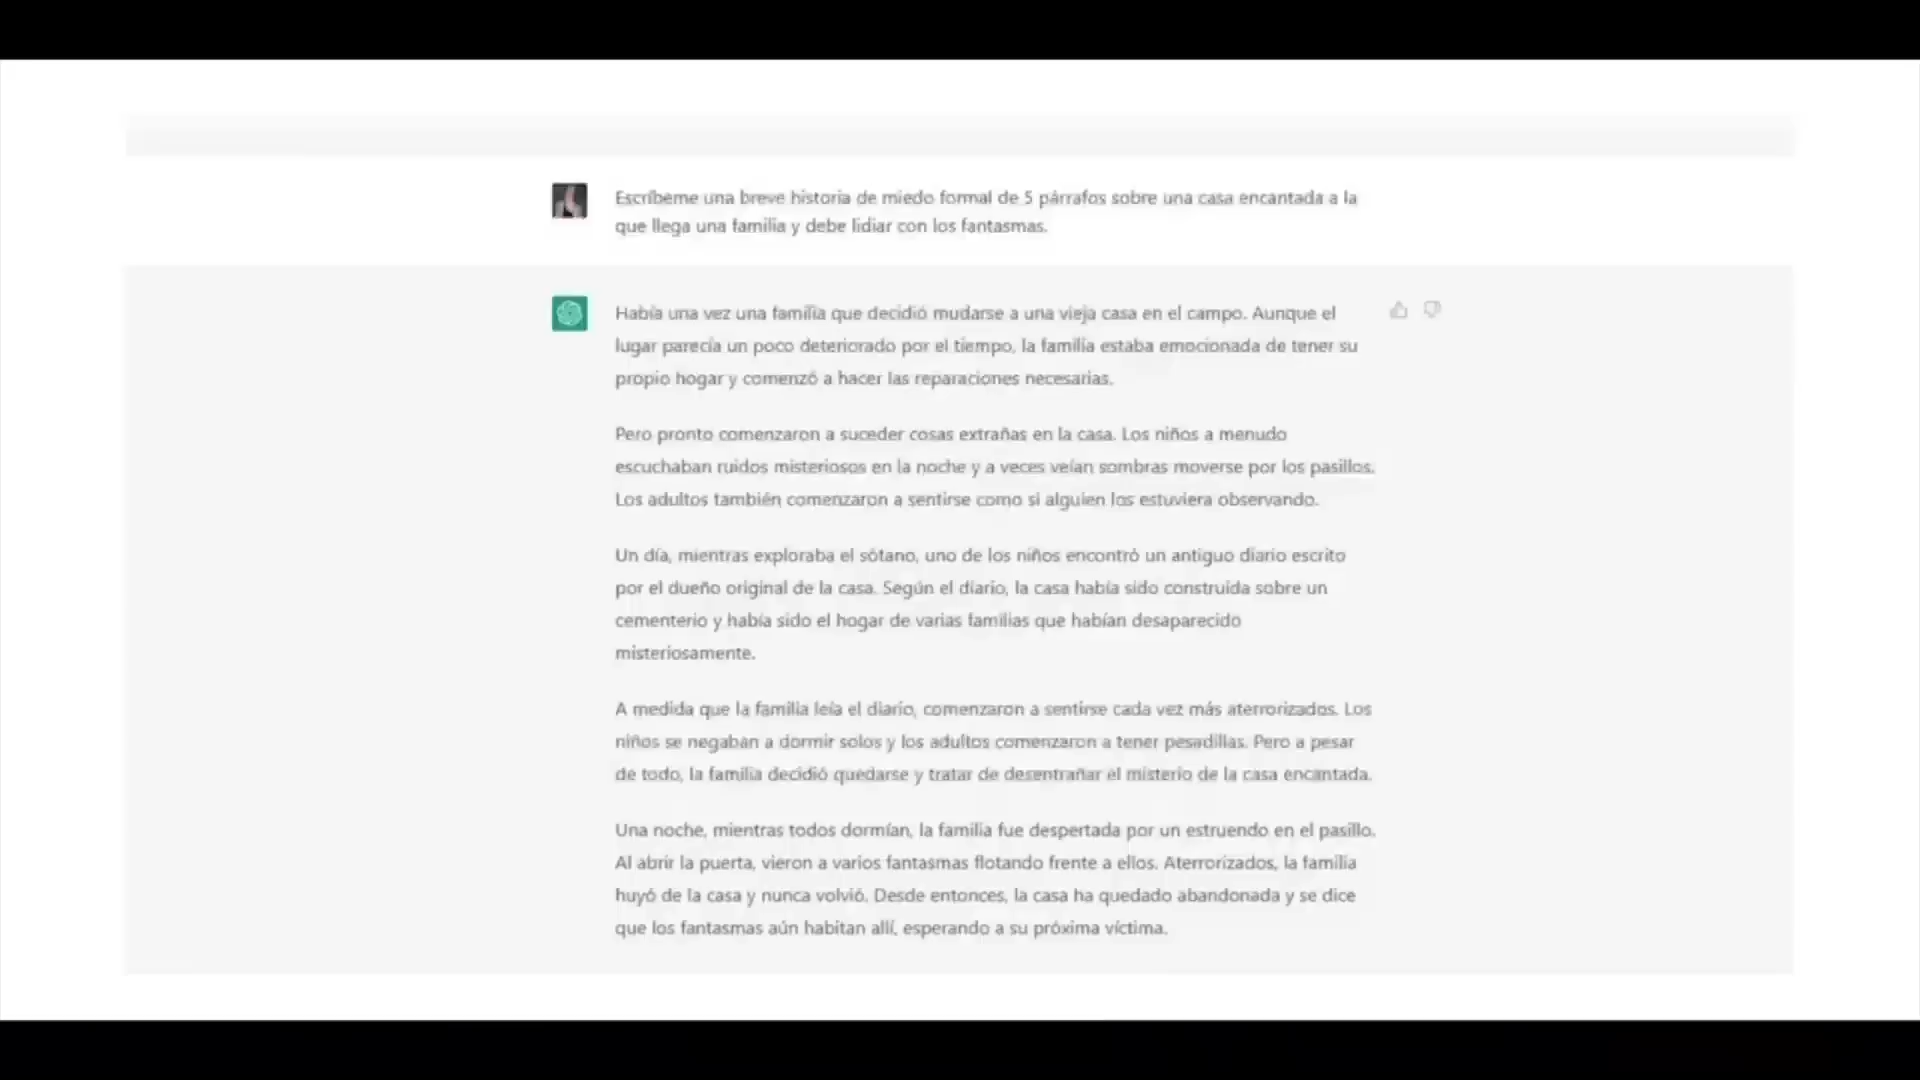 Escríbeme una breve historia de miedo formal de 5 párrafos sobre una casa encantada a la
que llega una familia y debe lidiar con los fantasmas.
Había una vez una familia que decidió mudarse a una vieja casa en el campo. Aunque el
lugar parecía un poco deteriorado por el tiempo, la familia estaba emocionada de tener su
propio hogar y comenzó a hacer las reparaciones necesarias.
Pero pronto comenzaron a suceder cosas extrañas en la casa. Los niños a menudo
escuchaban ruidos misteriosos en la noche y a veces veían sombras moverse por los pasillos.
Los adultos también comenzaron a sentirse como si alguien los estuviera observando.
Un día, mientras exploraba el sótano, uno de los niños encontró un antiguo diario escrito
por el dueño original de la casa. Según el diario, la casa había sido construida sobre un
cementerio y había sido el hogar de varias familias que habían desaparecido
misteriosamente.
A medida que la familia leía el diario, comenzaron a sentirse cada vez más aterrorizados. Los
niños se negaban a dormir solos y los adultos comenzaron a tener pesadillas. Pero a pesar
de todo, la familia decidió quedarse y tratar de desentrañar el misterio de la casa encantada.
Una noche, mientras todos dormían, la familia fue despertada por un estruendo en el pasillo.
Al abrir la puerta, vieron a varios fantasmas flotando frente a ellos. Aterrorizados, la familia
huyó de la casa y nunca volvió. Desde entonces, la casa ha quedado abandonada y se dice
que los fantasmas aún habitan allí, esperando a su próxima víctima.